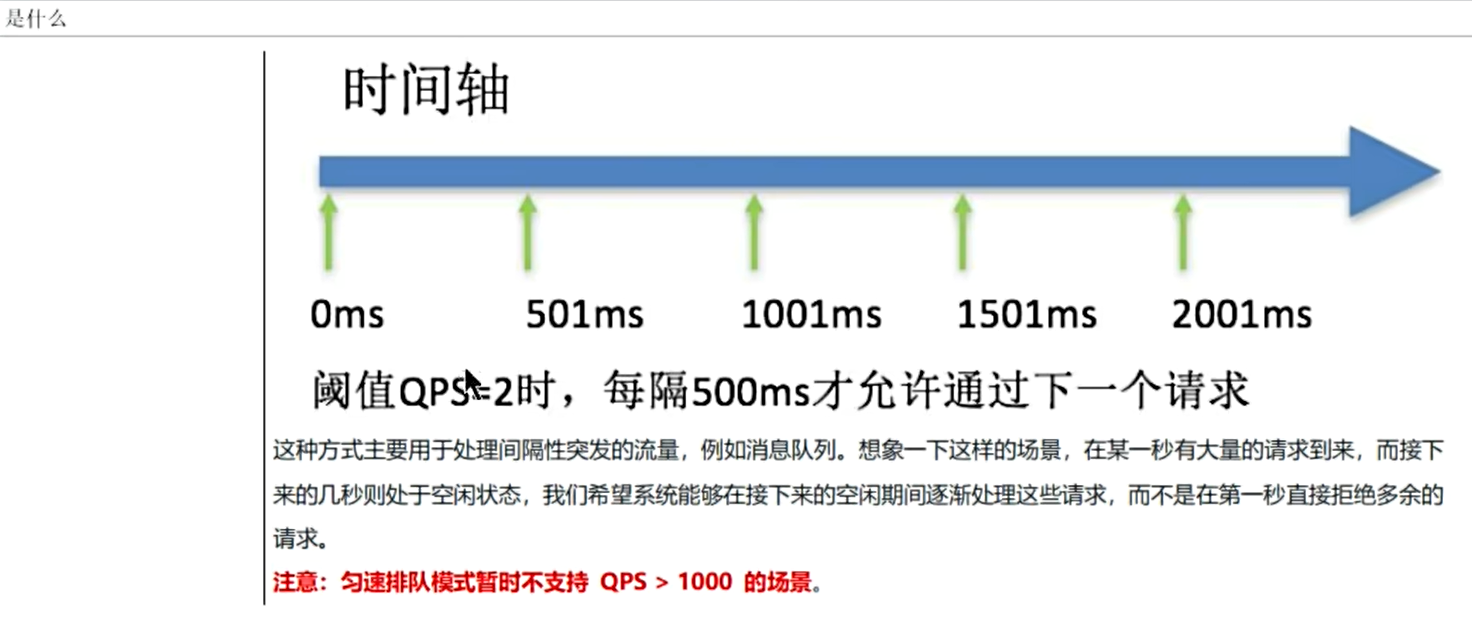 是什么
时间轴
0ms 501ms 1001ms 1501ms 2001ms
阈值QPS=2时，每隔500ms才允许通过下一个请求
这种方式主要用于处理间隔性突发的流量，例如消息队列。想象一下这样的场景，在某一秒有大量的请求到来，而接下
来的几秒则处于空闲状态，我们希望系统能够在接下来的空闲期间逐渐处理这些请求，而不是在第一秒直接拒绝多余的
请求。
注意：匀速排队模式暂时不支持 QPS > 1000 的场景。